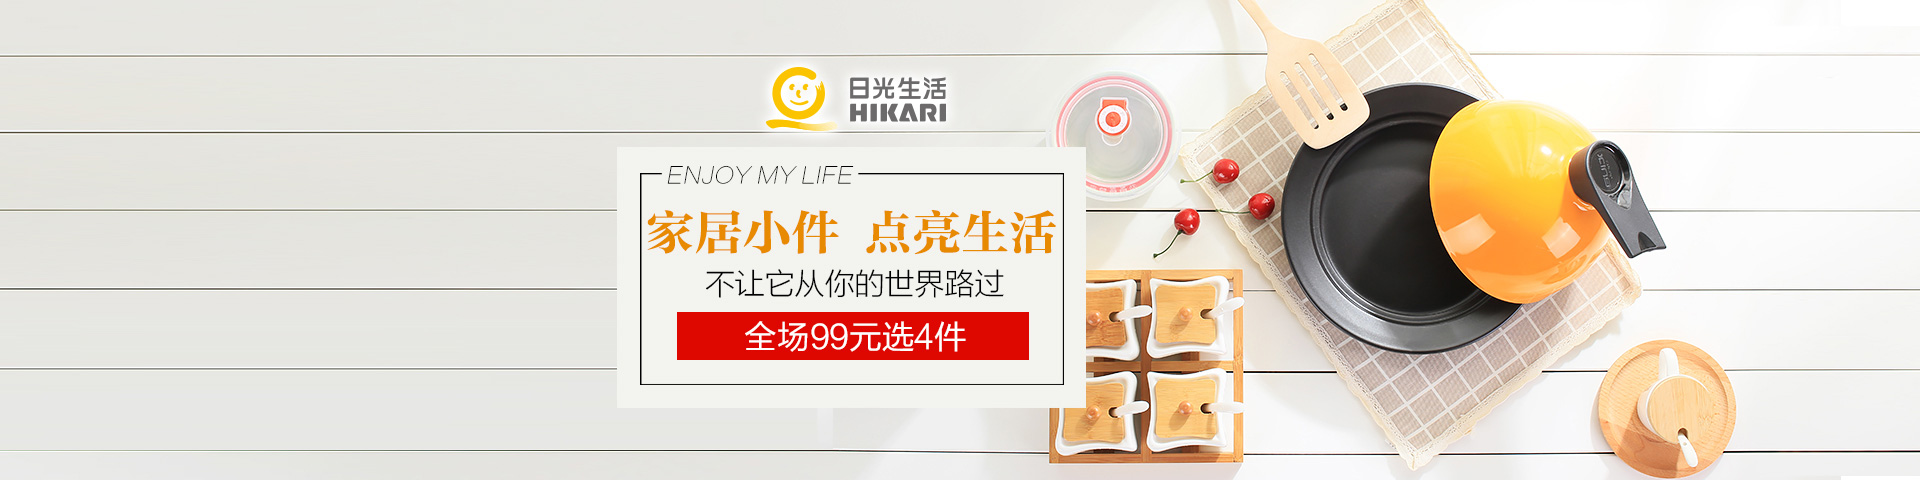 日光生活
HIKARI
ENJOY MY LIFE
家居小件 点亮生活
不让它从你的世界路过
全场99元选4件